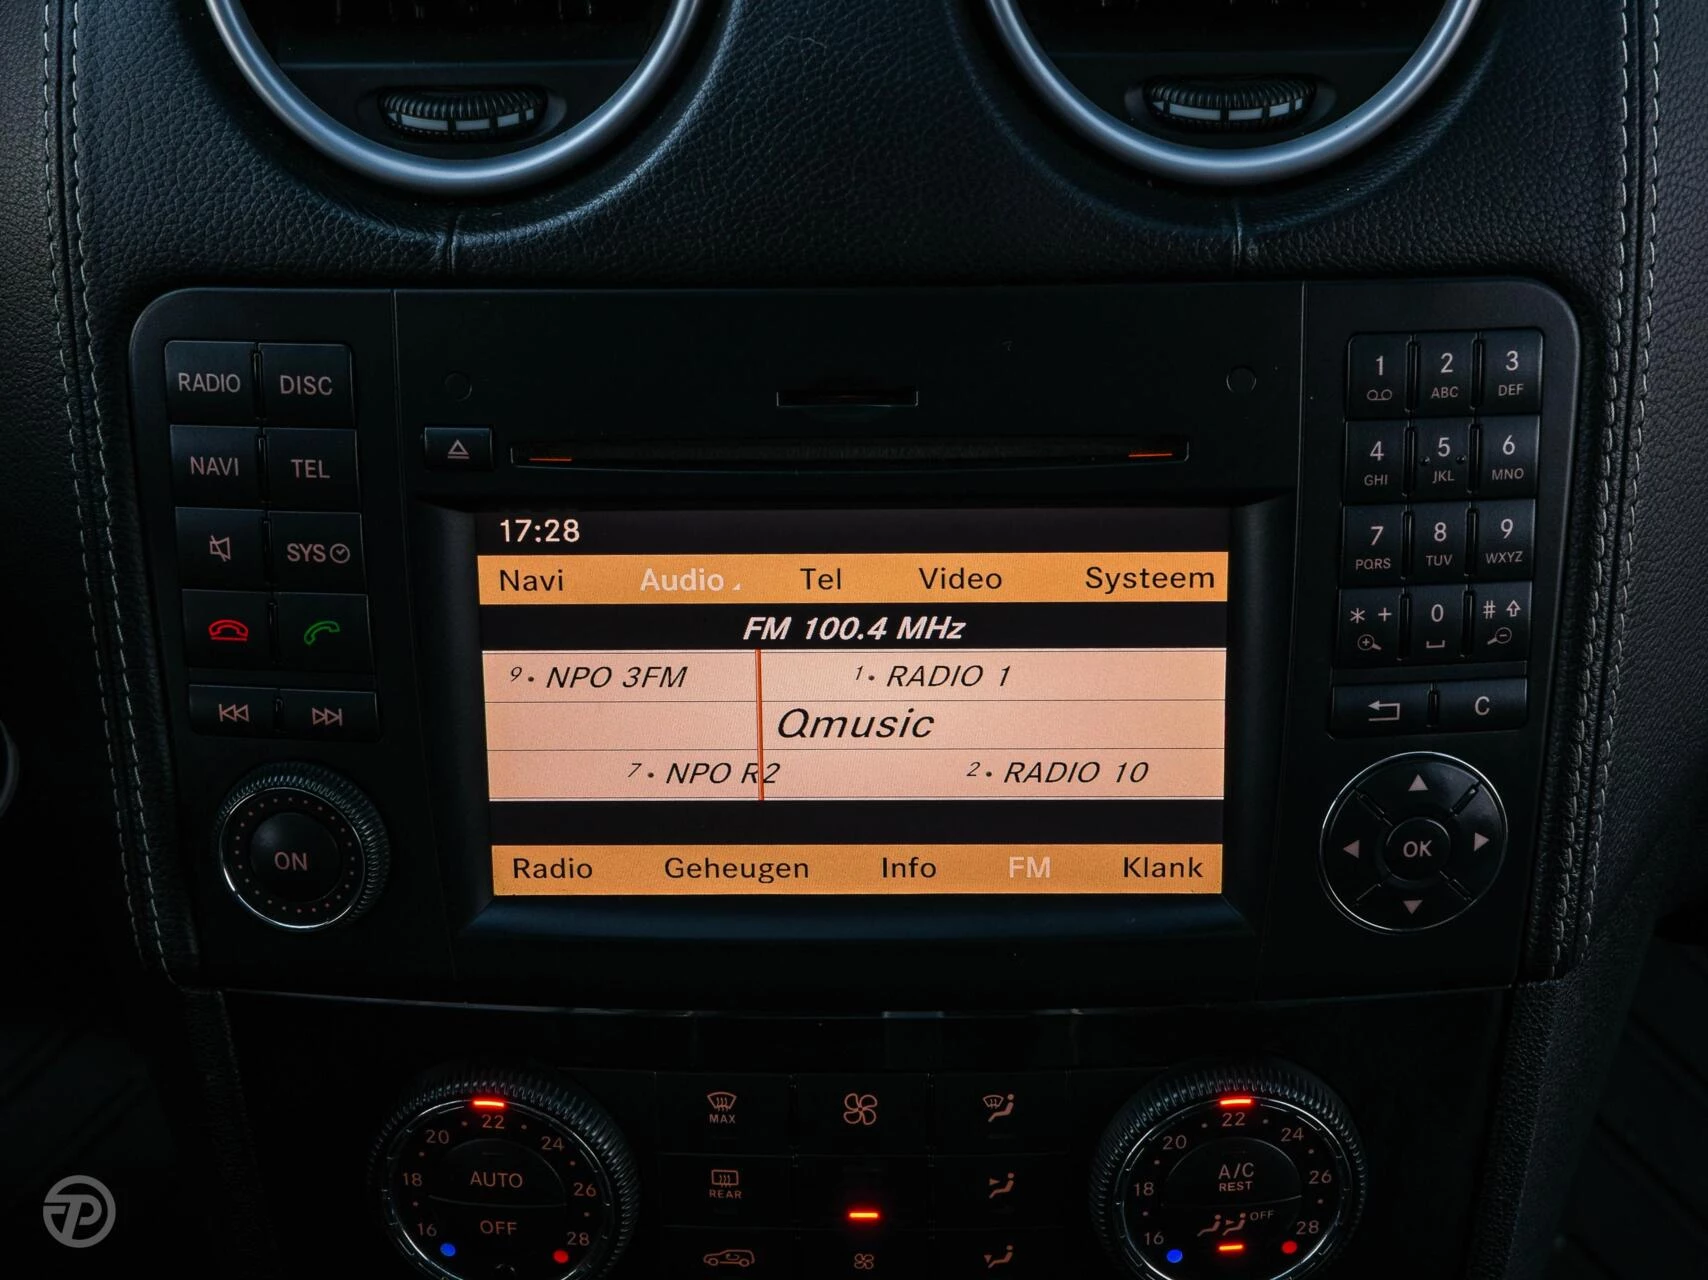 RADIO DISC
NAVI TEL
SYS
ON
17:28
Navi Audio Tel Video Systeem
FM 100.4 MHz
9 • NPO 3FM 1 • RADIO 1
Qmusic
7 • NPO R2 2 • RADIO 10
Radio Geheugen Info FM Klank
1 2 3
ABC DEF
4 5 6
GHI JKL MNO
7 8 9
PQRS TUV WXYZ
* + 0 #
C
OK
16 18 20 22 24 26 28
AUTO
OFF
MAX
REAR
16 18 20 22 24 26 28
A/C
REST
OFF